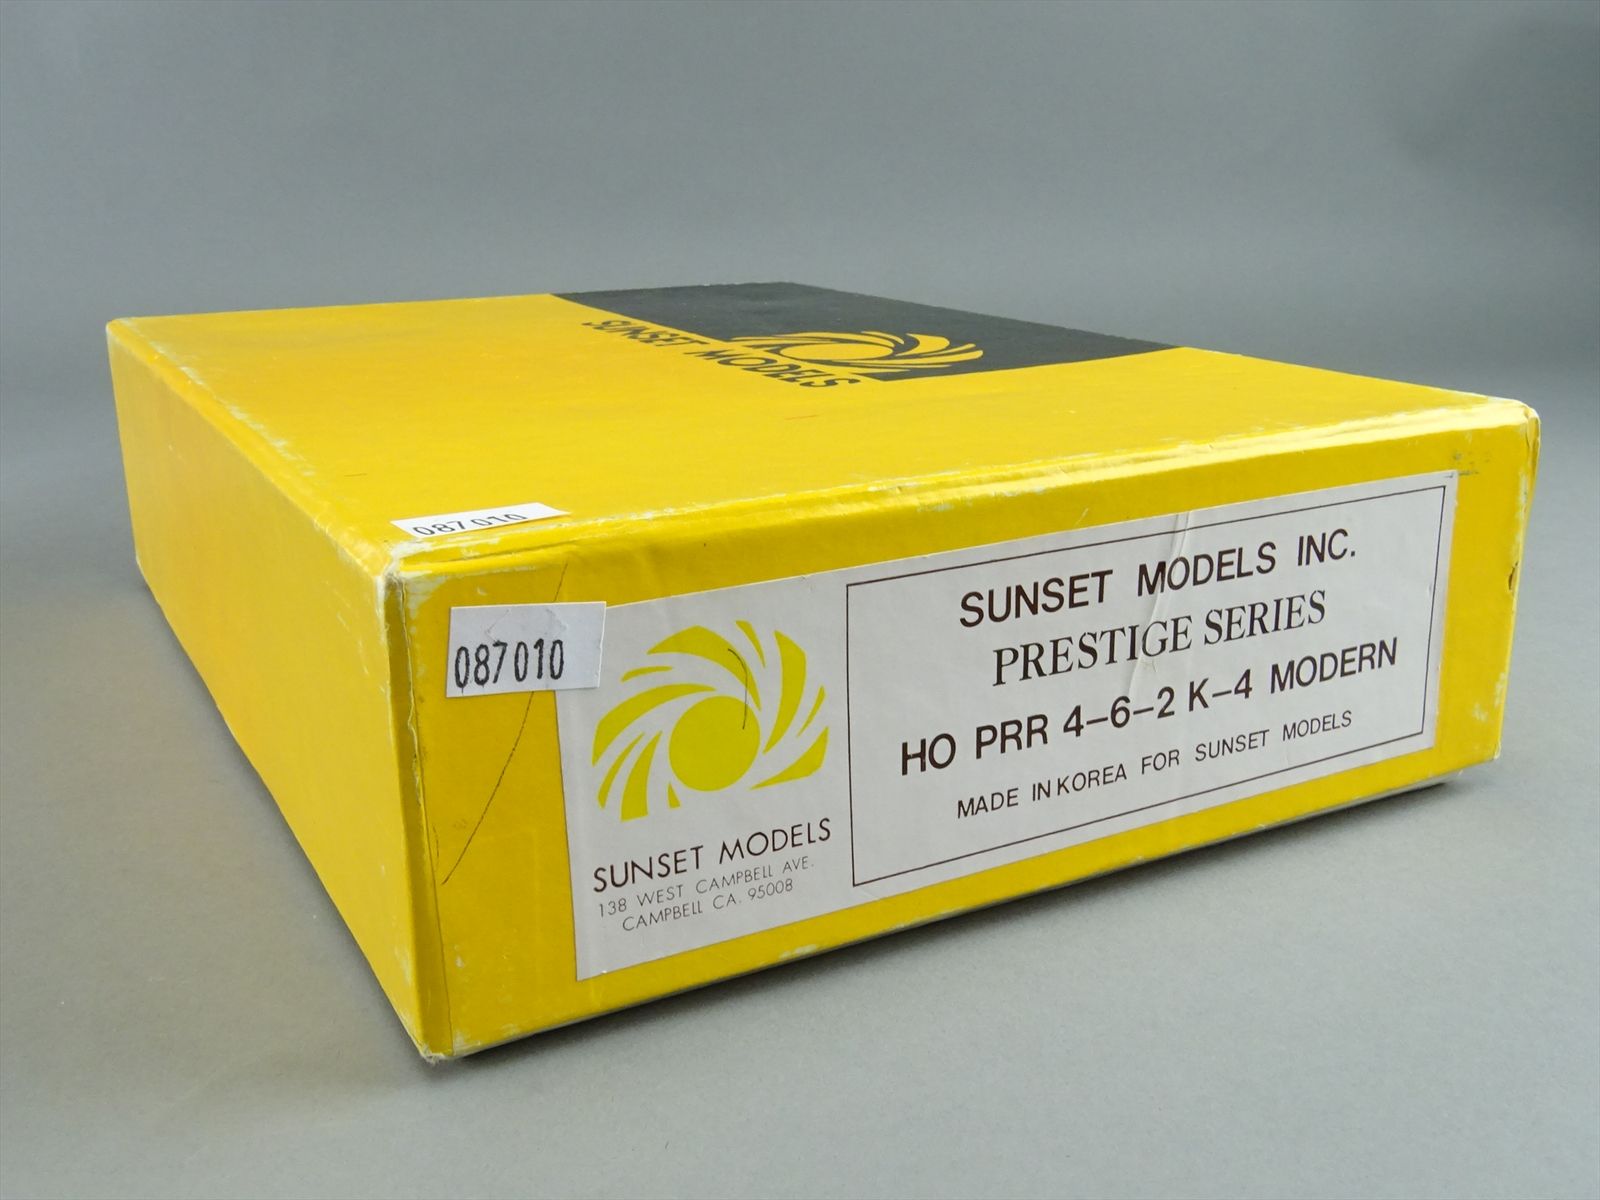 SUNSET MODELS
087010
087010
SUNSET MODELS
138 WEST CAMPBELL AVE.
CAMPBELL CA. 95008
SUNSET MODELS INC.
PRESTIGE SERIES
HO PRR 4-6-2 K-4 MODERN
MADE IN KOREA FOR SUNSET MODELS